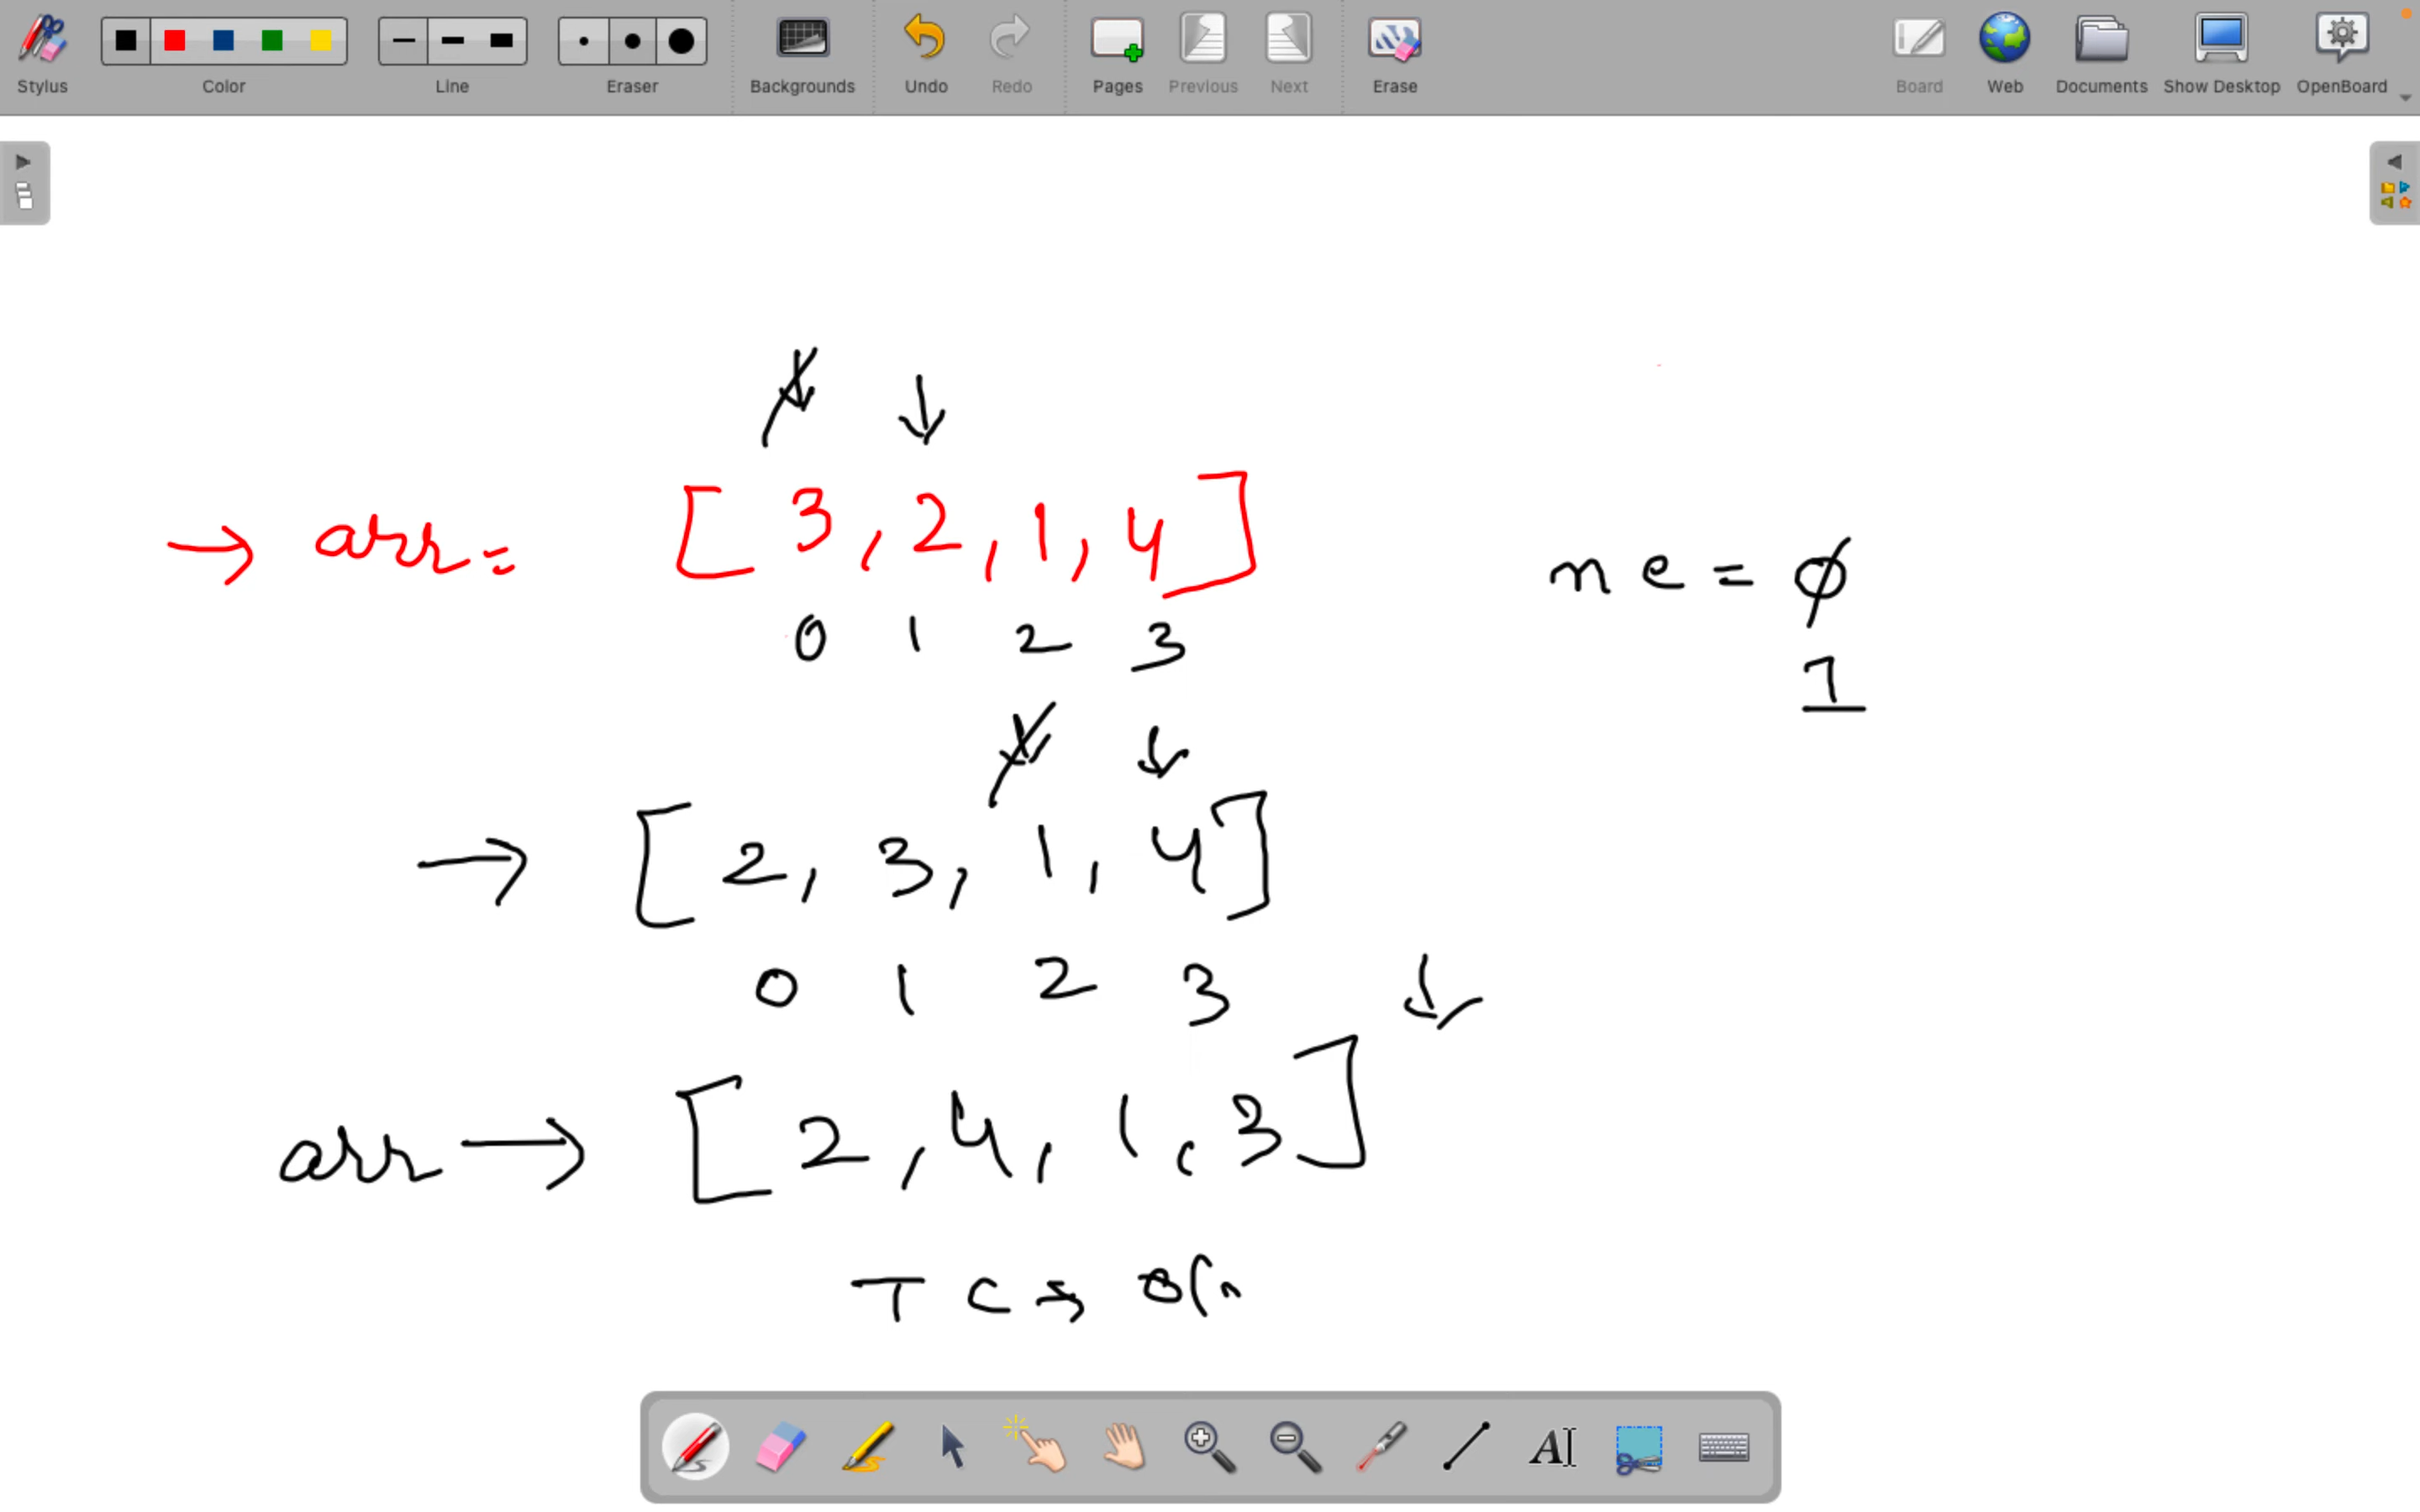 Stylus Color Line Eraser Backgrounds Undo Redo Pages Previous Next Erase Board Web Documents Show Desktop OpenBoard
→ arr = [ 3 , 2 , 1 , 4 ]
0 1 2 3
me = 0
1
→ [ 2 , 3 , 1 , 4 ]
0 1 2 3
arr → [ 2 , 4 , 1 , 3 ]
TC → O(n